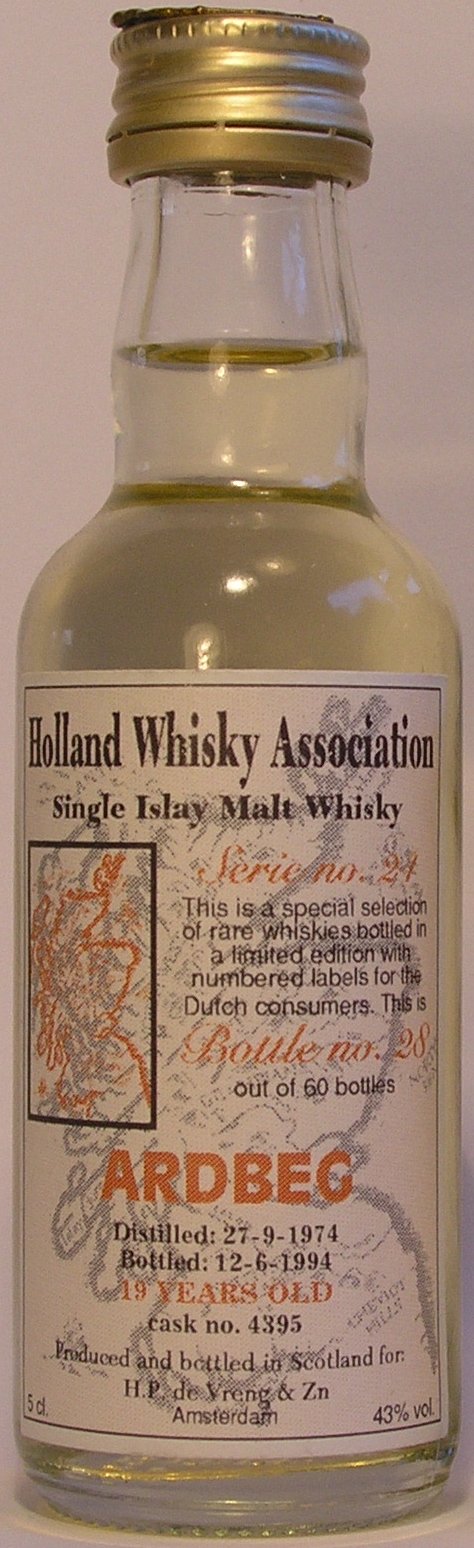 Holland Whisky Association
Single Islay Malt Whisky
Serie no. 24
This is a special selection
of rare whiskies bottled in
a limited edition with
numbered labels for the
Dutch consumers. This is
Bottle no. 28
out of 60 bottles
ARDBEG
Distilled: 27-9-1974
Bottled: 12-6-1994
19 YEARS OLD
cask no. 4395
Produced and bottled in Scotland for:
H.P. de Vreng & Zn
Amsterdam
5 cl.
43% vol.